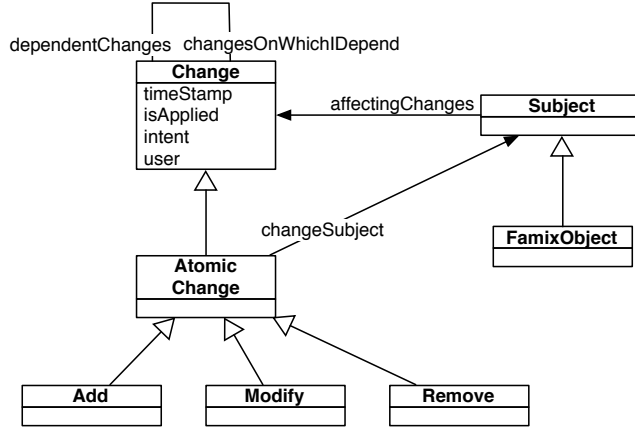 dependentChanges
changesOnWhichIDepend
Change
timeStamp
isApplied
intent
user
affectingChanges
Subject
changeSubject
FamixObject
Atomic
Change
Add
Modify
Remove